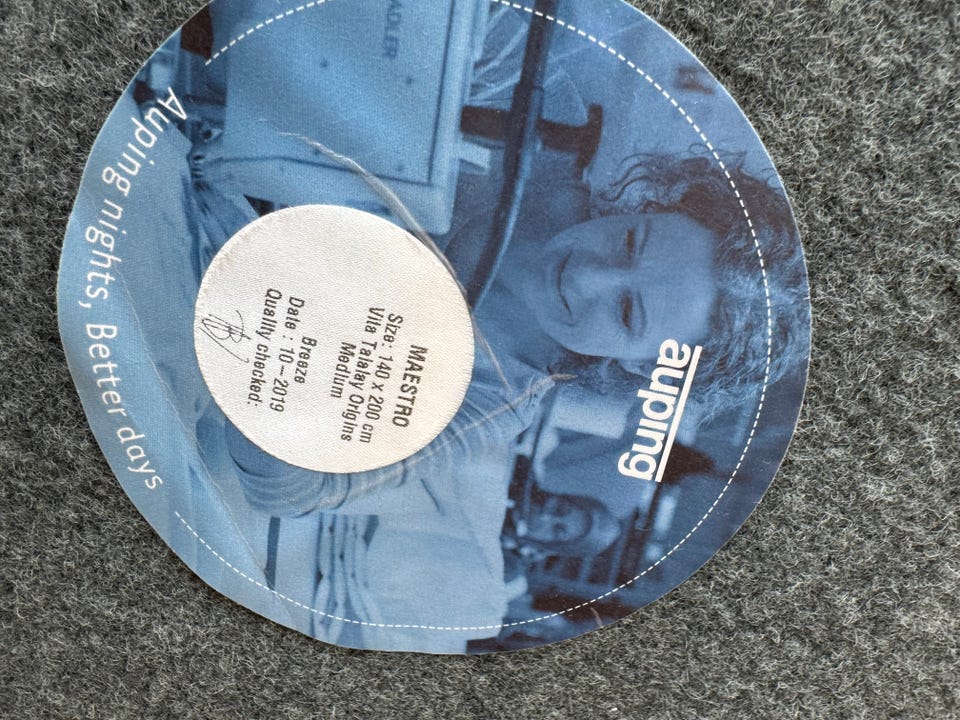 ADLER
auping
MAESTRO
Size: 140 x 200 cm
Vita Talalay Origins
Medium
Breeze
Date : 10-2019
Quality checked:
Auping nights, Better days